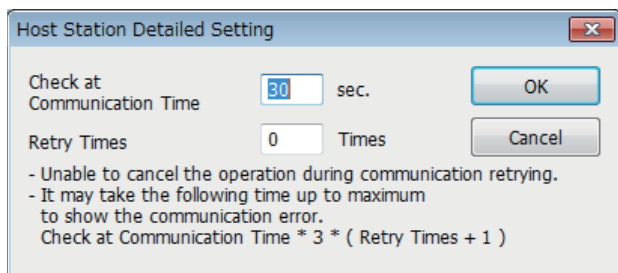 Host Station Detailed Setting
Check at
Communication Time 30 sec.
OK
Retry Times 0 Times
Cancel
- Unable to cancel the operation during communication retrying.
- It may take the following time up to maximum
to show the communication error.
Check at Communication Time * 3 * ( Retry Times + 1 )